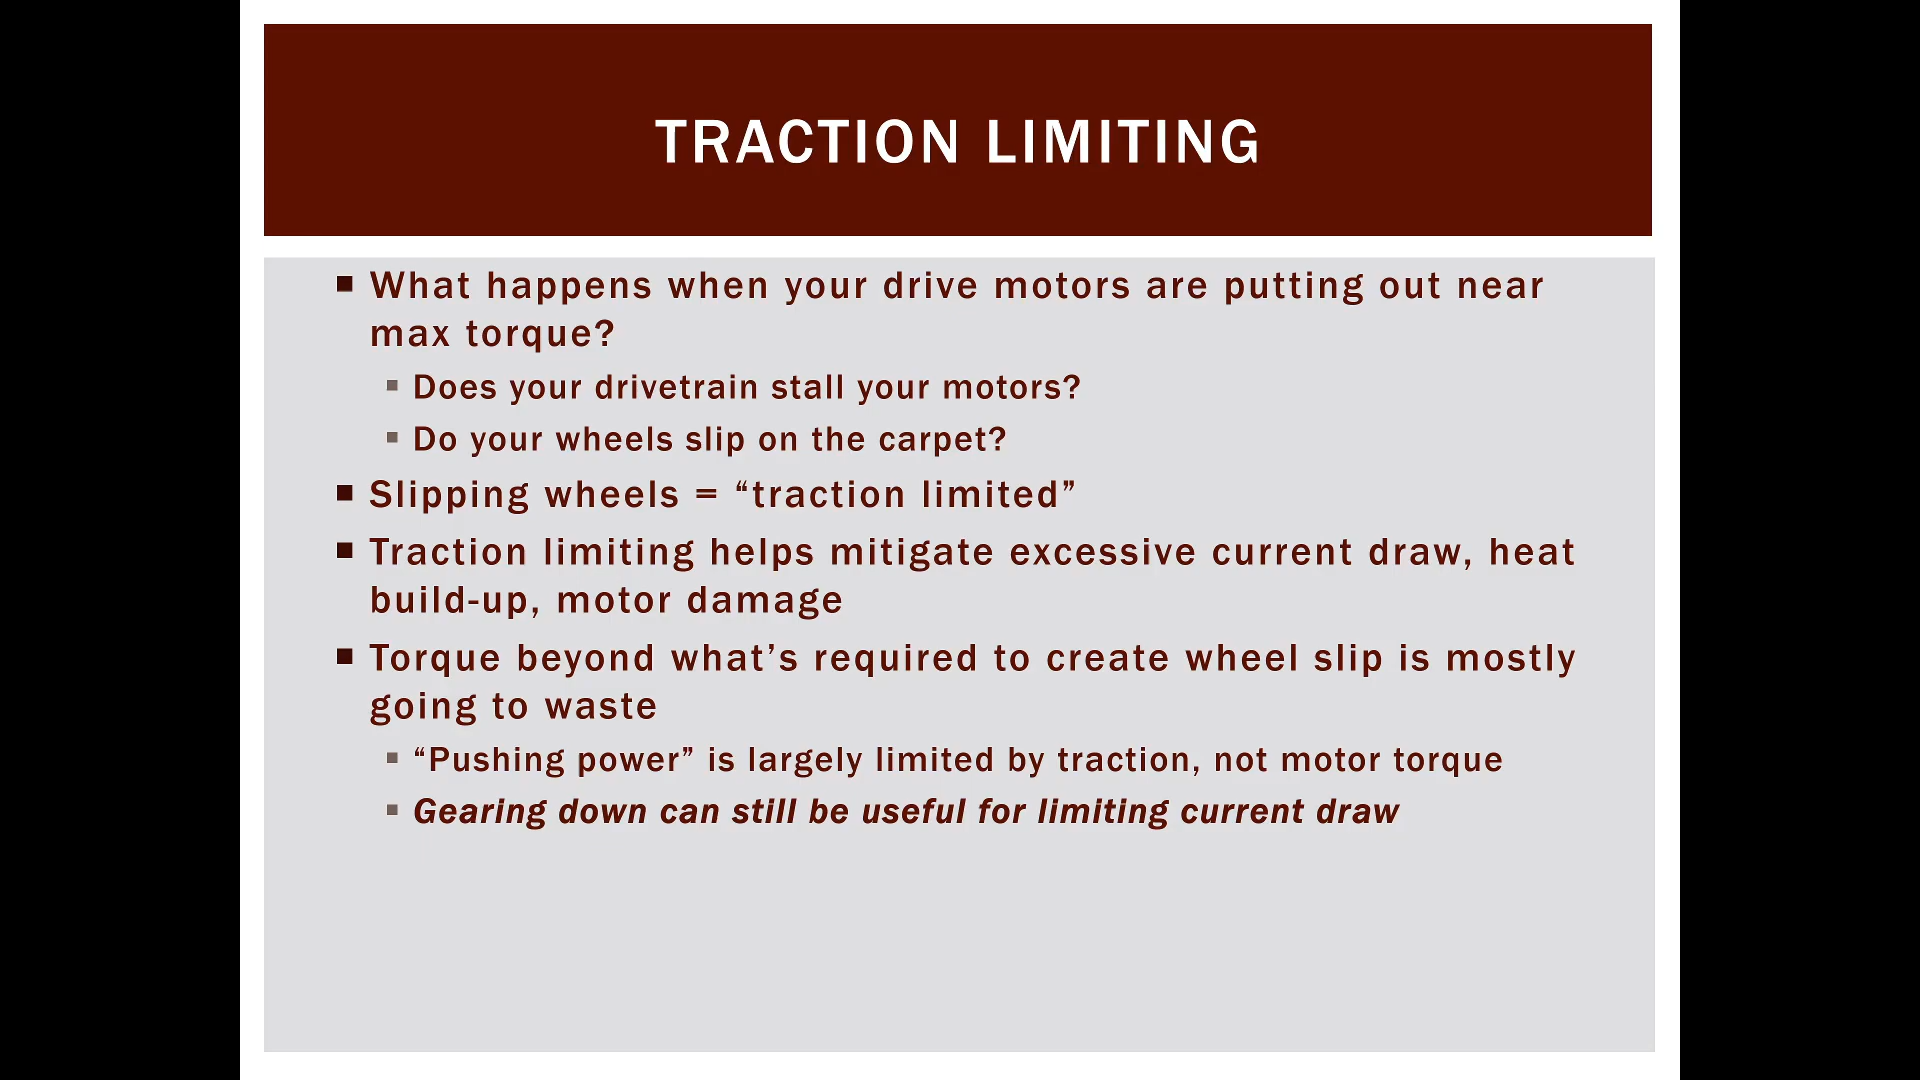 TRACTION LIMITING
What happens when your drive motors are putting out near
max torque?
Does your drivetrain stall your motors?
Do your wheels slip on the carpet?
Slipping wheels = “traction limited”
Traction limiting helps mitigate excessive current draw, heat
build-up, motor damage
Torque beyond what’s required to create wheel slip is mostly
going to waste
“Pushing power” is largely limited by traction, not motor torque
Gearing down can still be useful for limiting current draw